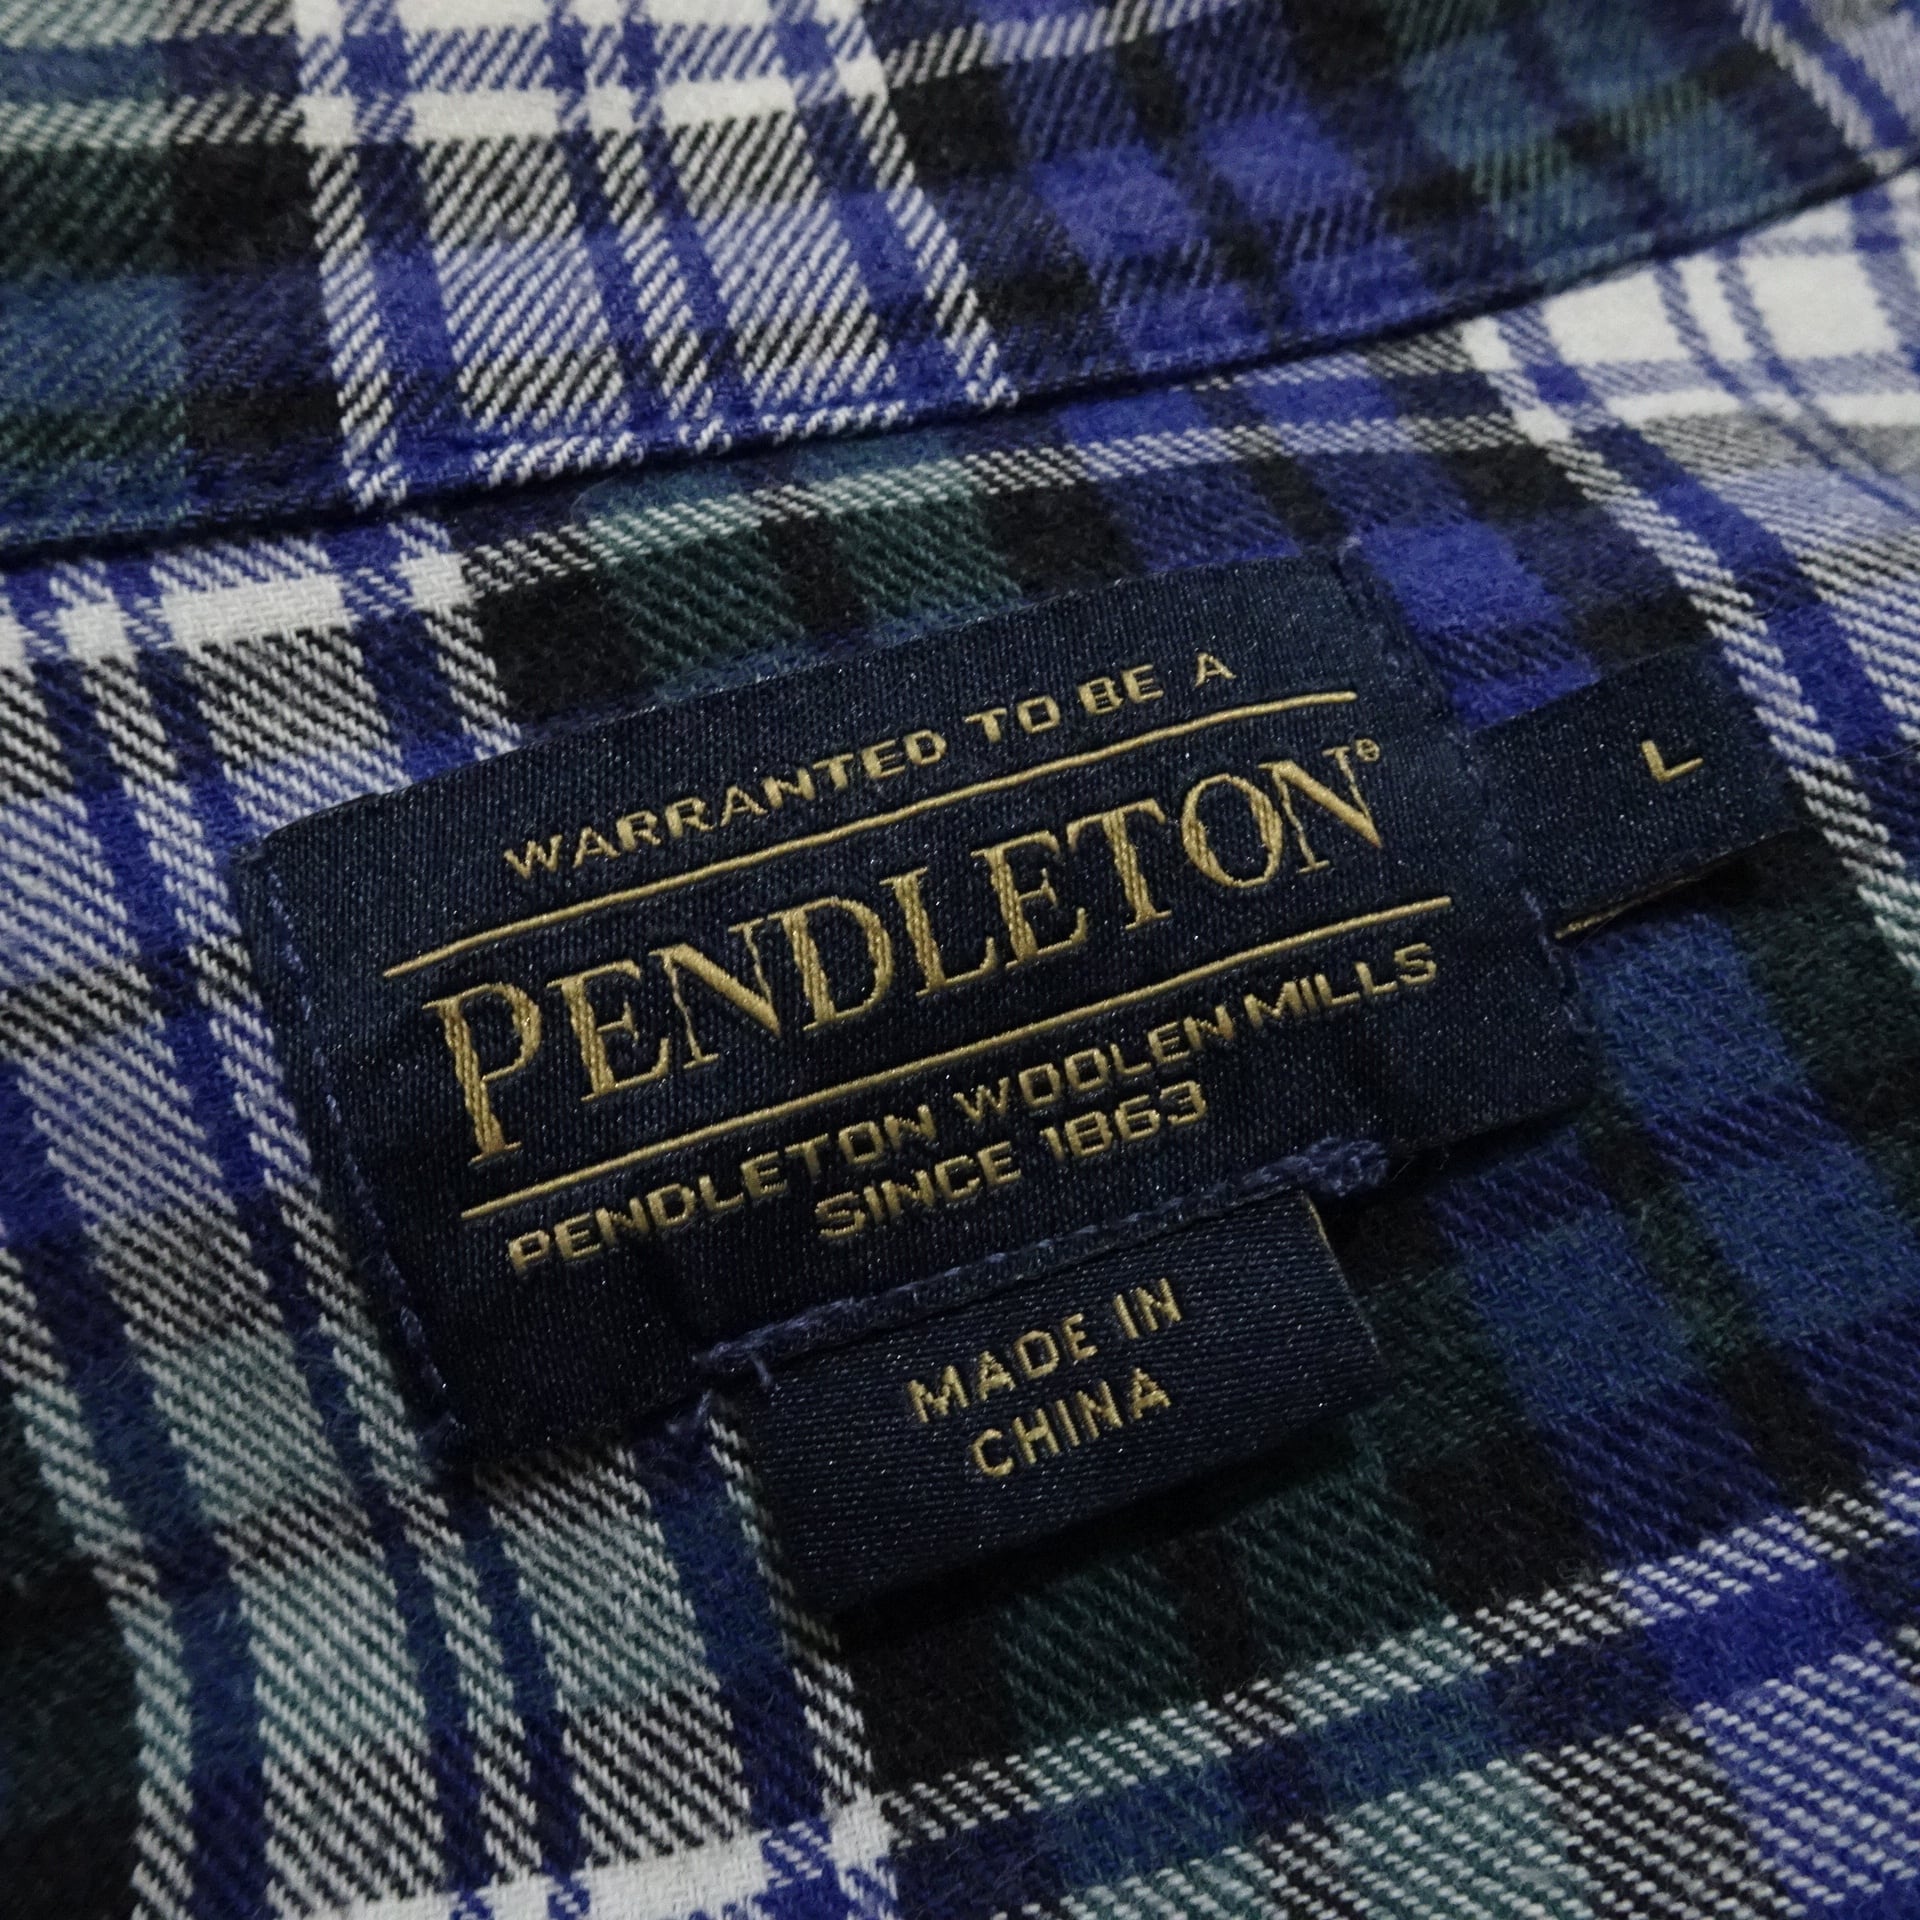 WARRANTED TO BE A
PENDLETON®
PENDLETON WOOLEN MILLS
SINCE 1863
L
MADE IN
CHINA